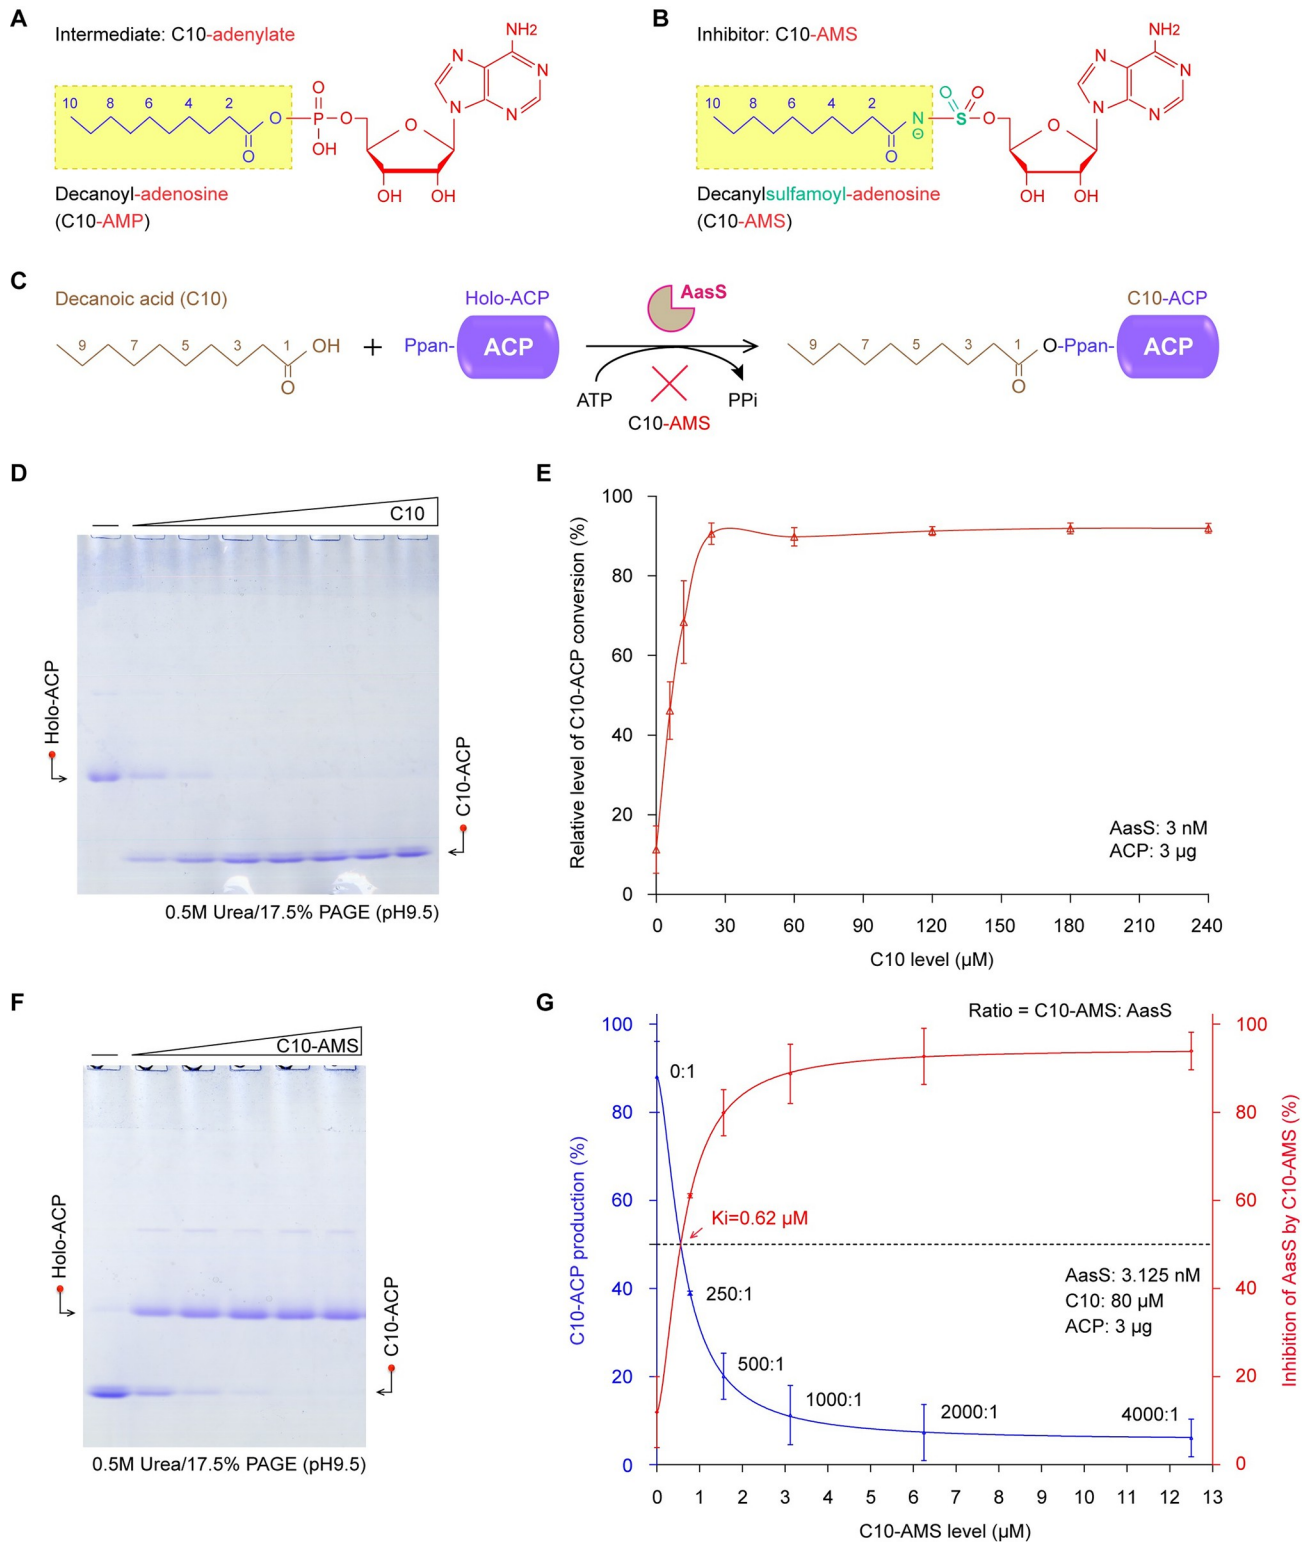 A
Intermediate: C10-adenylate
NH2
N
N
N
N
10 8 6 4 2
O
O
O
P
OH
O
O
OH OH
Decanoyl-adenosine
(C10-AMP)
B
Inhibitor: C10-AMS
NH2
N
N
N
N
10 8 6 4 2
O
N
⊖
O O
S
O
O
OH OH
Decanylsulfamoyl-adenosine
(C10-AMS)
C
Decanoic acid (C10)
9 7 5 3 1
OH
O
+
Holo-ACP
Ppan-
ACP
AasS
ATP
PPi
C10-AMS
C10-ACP
9 7 5 3 1
O
O-Ppan-
ACP
D
C10
Holo-ACP
C10-ACP
0.5M Urea/17.5% PAGE (pH9.5)
E
Relative level of C10-ACP conversion (%)
100
80
60
40
20
0
AasS: 3 nM
ACP: 3 µg
0 30 60 90 120 150 180 210 240
C10 level (µM)
F
C10-AMS
Holo-ACP
C10-ACP
0.5M Urea/17.5% PAGE (pH9.5)
G
Ratio = C10-AMS: AasS
C10-ACP production (%)
100
80
60
40
20
0
0:1
Ki=0.62 µM
250:1
500:1
1000:1
2000:1
4000:1
AasS: 3.125 nM
C10: 80 µM
ACP: 3 µg
100
80
60
40
20
0
Inhibition of AasS by C10-AMS (%)
0 1 2 3 4 5 6 7 8 9 10 11 12 13
C10-AMS level (µM)